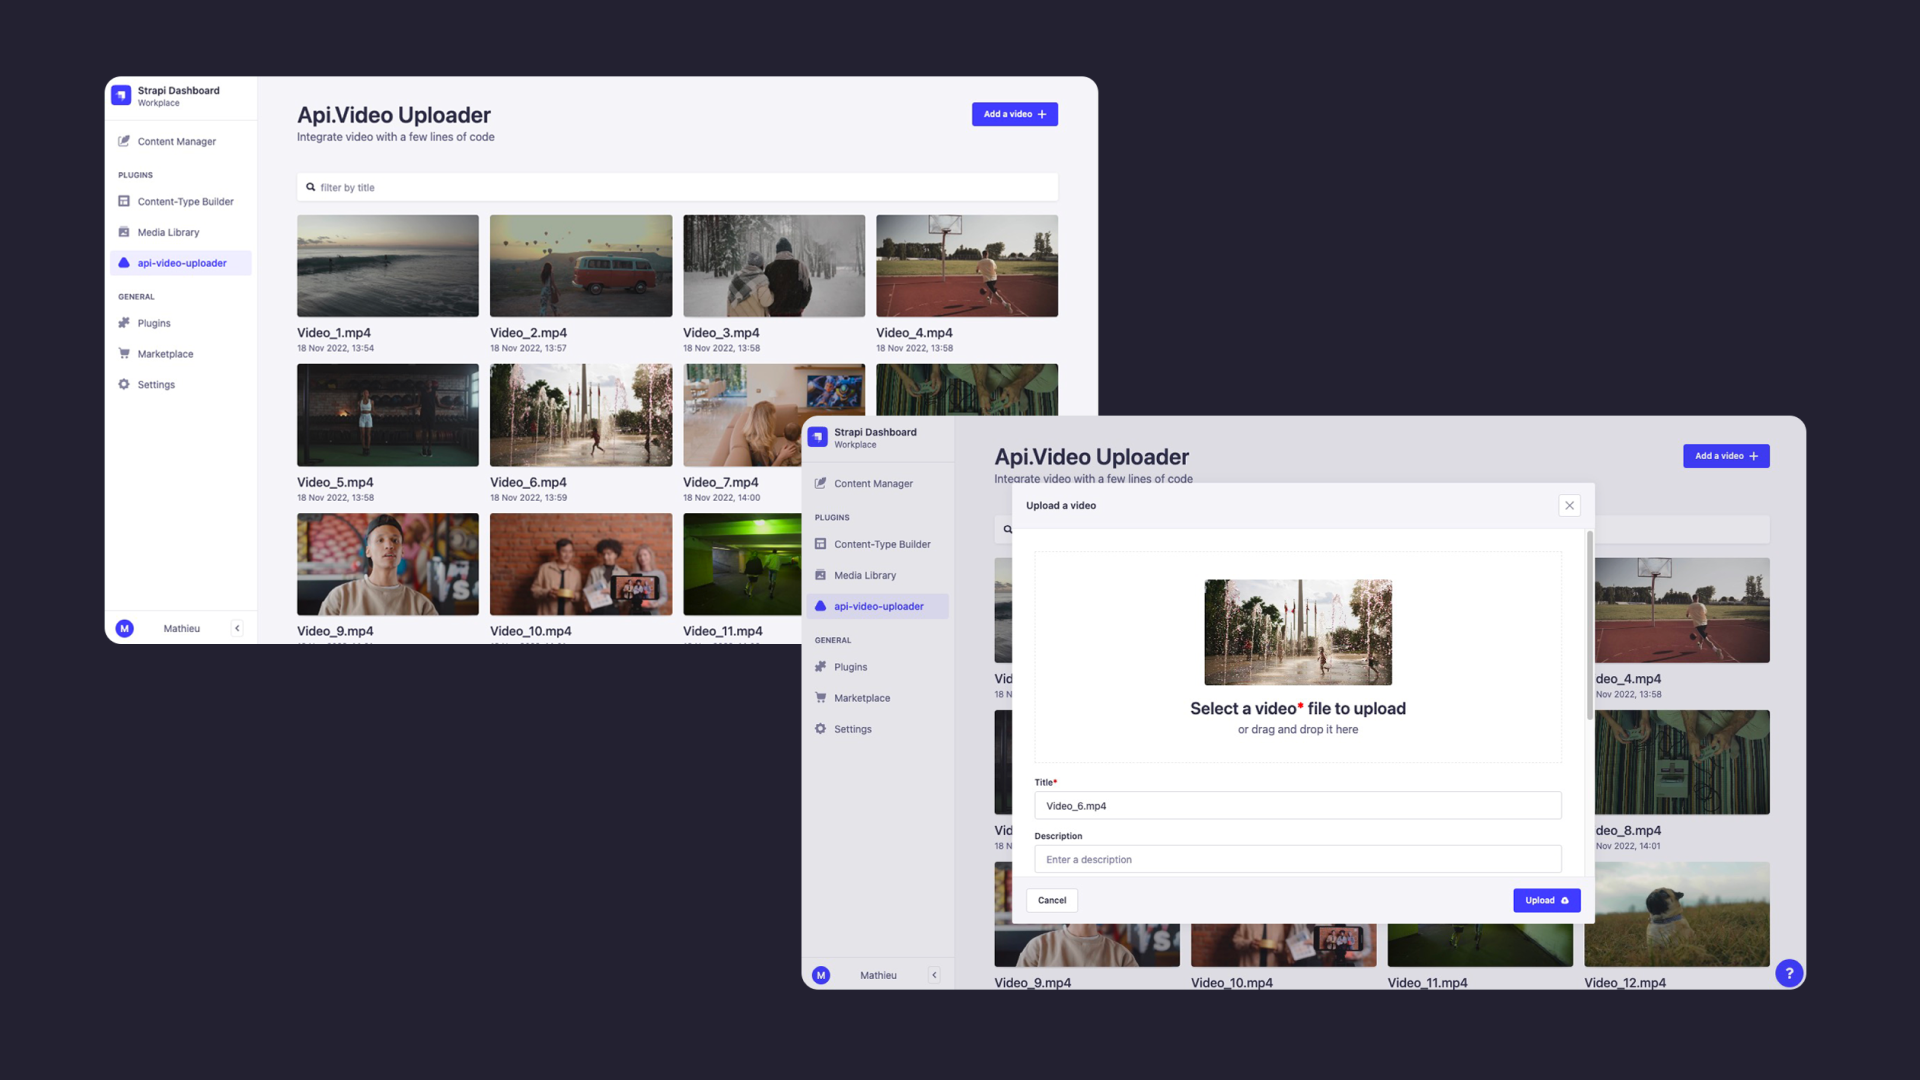 Strapi Dashboard
Workplace
Content Manager
PLUGINS
Content-Type Builder
Media Library
api-video-uploader
GENERAL
Plugins
Marketplace
Settings
M
Mathieu
Api.Video Uploader
Integrate video with a few lines of code
Add a video
filter by title
Video_1.mp4
18 Nov 2022, 13:54
Video_2.mp4
18 Nov 2022, 13:57
Video_3.mp4
18 Nov 2022, 13:58
Video_4.mp4
18 Nov 2022, 13:58
Video_5.mp4
18 Nov 2022, 13:58
Video_6.mp4
18 Nov 2022, 13:59
Video_7.mp4
18 Nov 2022, 14:00
Video_9.mp4
Video_10.mp4
Video_11.mp4
Strapi Dashboard
Workplace
Content Manager
PLUGINS
Content-Type Builder
Media Library
api-video-uploader
GENERAL
Plugins
Marketplace
Settings
M
Mathieu
Api.Video Uploader
Integrate video with a few lines of code
Add a video
Upload a video
Select a video* file to upload
or drag and drop it here
Title*
Video_6.mp4
Description
Enter a description
Cancel
Upload
Vid
18 N
deo_4.mp4
Nov 2022, 13:58
Vid
18 N
deo_8.mp4
Nov 2022, 14:01
Video_9.mp4
Video_10.mp4
Video_11.mp4
Video_12.mp4
?